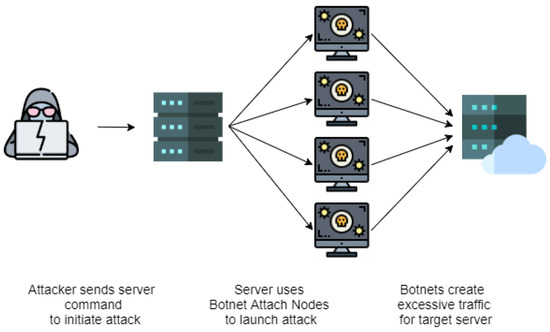 Attacker sends server
command
to initiate attack
Server uses
Botnet Attach Nodes
to launch attack
Botnets create
excessive traffic
for target server